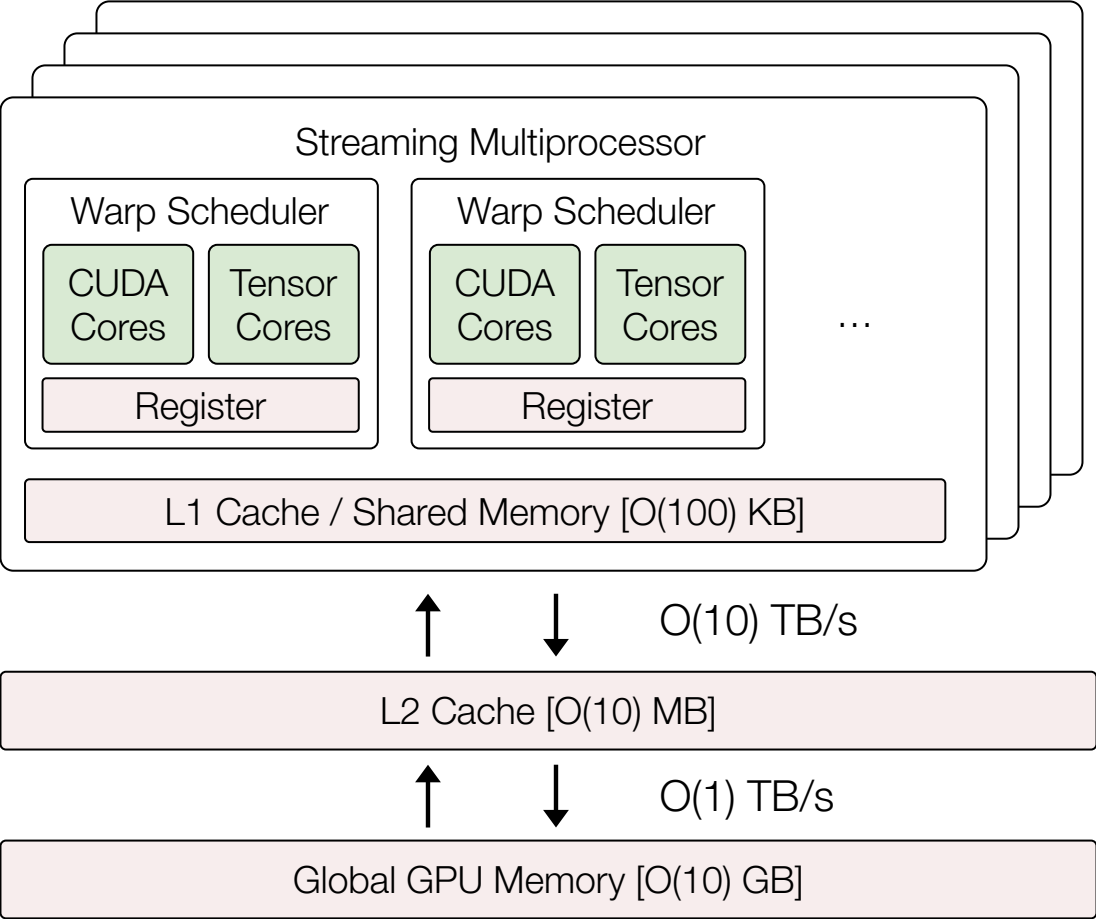 Streaming Multiprocessor
Warp Scheduler
CUDA
Cores
Tensor
Cores
Register
Warp Scheduler
CUDA
Cores
Tensor
Cores
Register
...
L1 Cache / Shared Memory [O(100) KB]
O(10) TB/s
L2 Cache [O(10) MB]
O(1) TB/s
Global GPU Memory [O(10) GB]